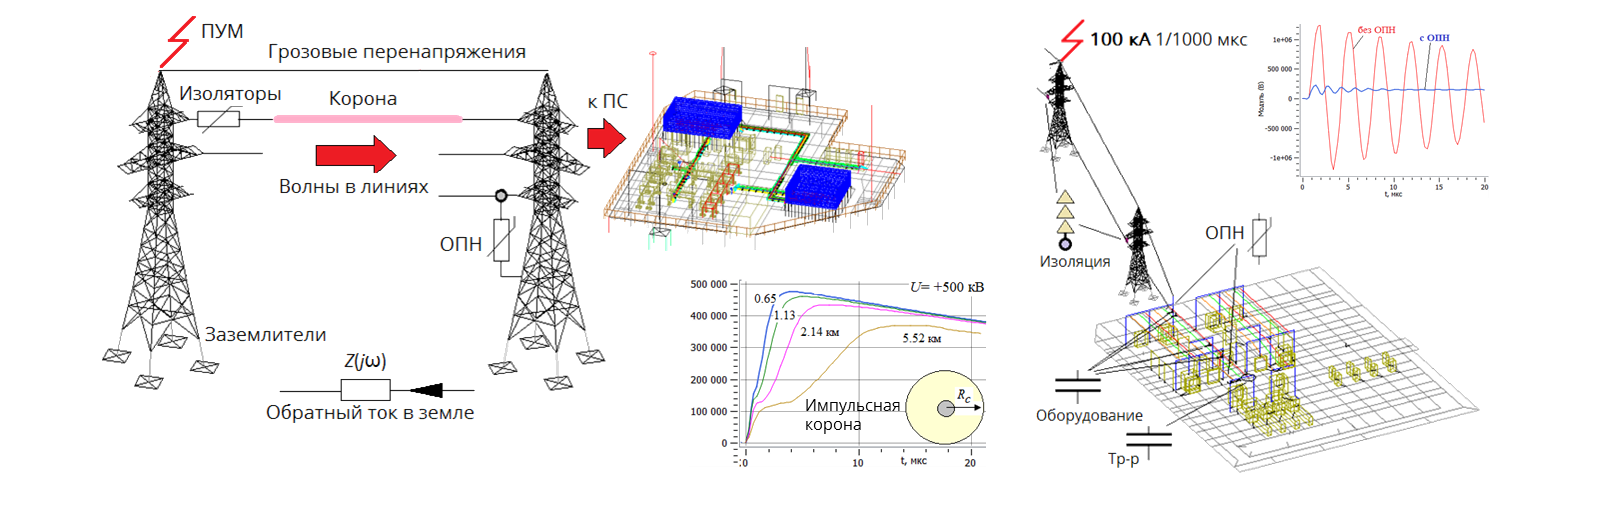 ПУМ
Грозовые перенапряжения
Изоляторы
Корона
Волны в линиях
ОПН
Заземлители
Z(jω)
Обратный ток в земле
к ПС
500 000
400 000
300 000
200 000
100 000
0
-:0
10
20
t, мкс
U= +500 кВ
0.65
1.13
2.14 км
5.52 км
Rc
Импульсная
корона
100 кА 1/1000 мкс
Изоляция
ОПН
Оборудование
Тр-р
1e+06
500 000
0
-500 000
-1e+06
Модуль (В)
0
5
10
15
20
t, мкс
без ОПН
с ОПН